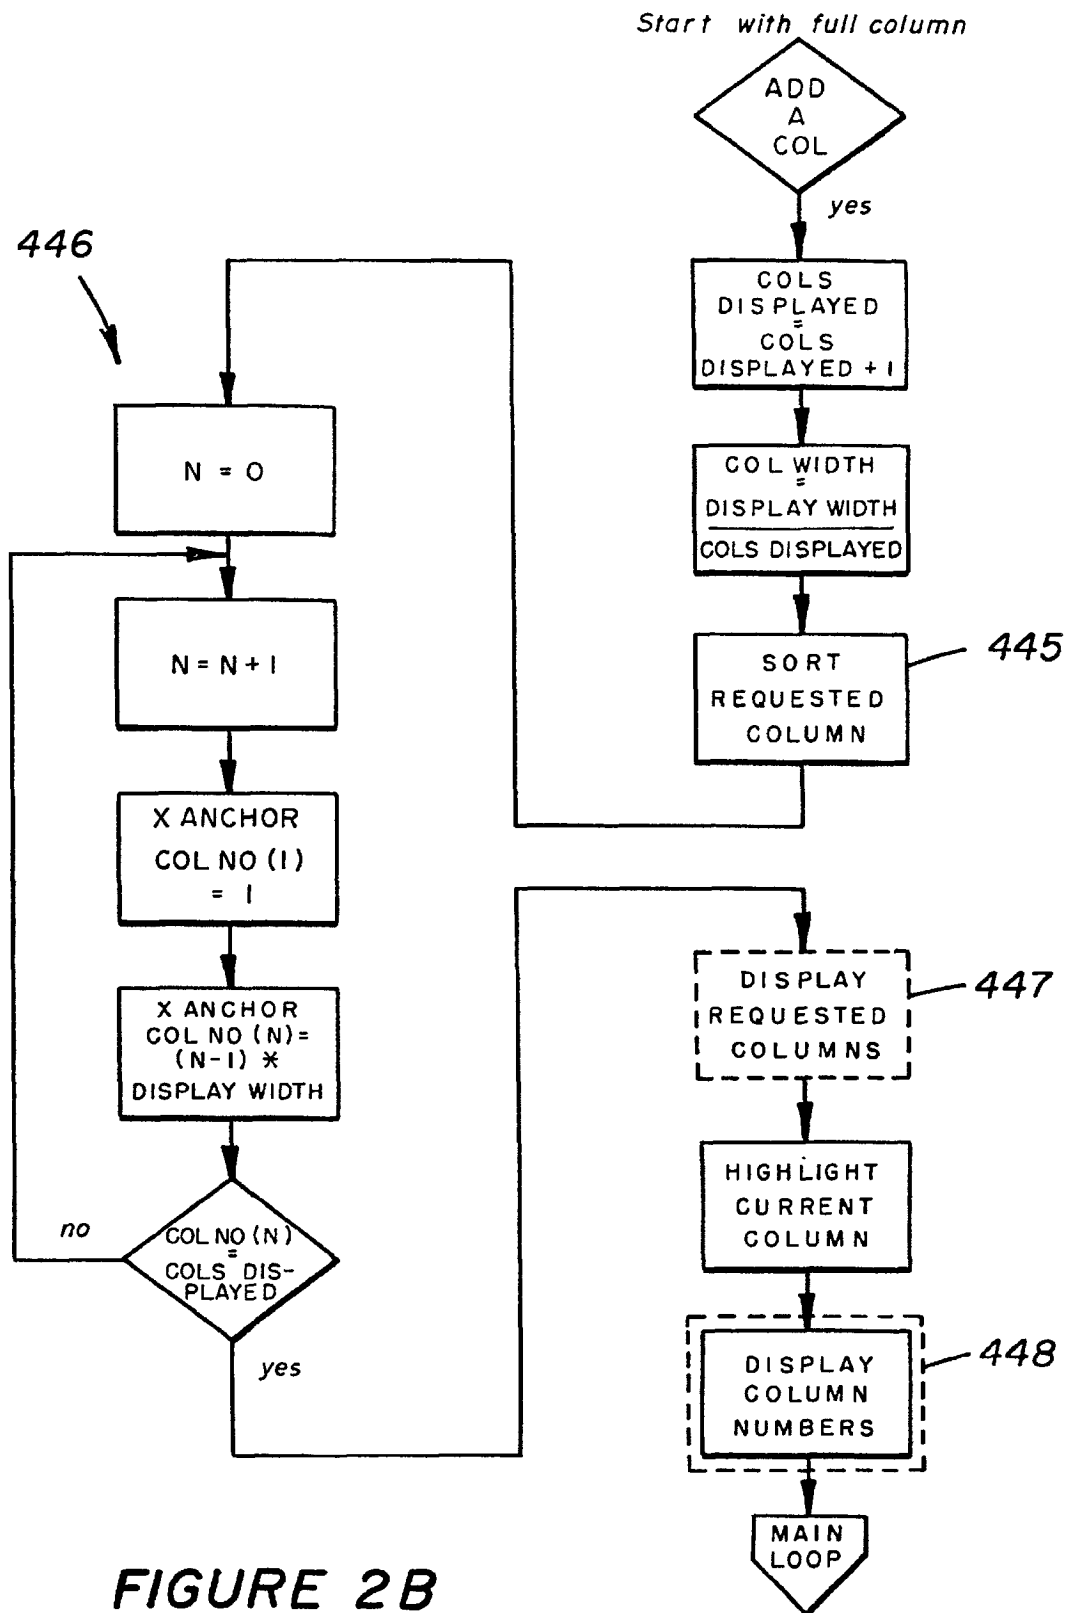 Start with full column
ADD
A
COL
yes
COLS
DISPLAYED
=
COLS
DISPLAYED + 1
COL WIDTH
=
DISPLAY WIDTH
COLS DISPLAYED
SORT
REQUESTED
COLUMN
445
446
N = 0
N = N + 1
X ANCHOR
COL NO (1)
= 1
X ANCHOR
COL NO (N) =
(N-1) *
DISPLAY WIDTH
COL NO (N)
=
COLS DIS-
PLAYED
no
yes
DISPLAY
REQUESTED
COLUMNS
447
HIGHLIGHT
CURRENT
COLUMN
DISPLAY
COLUMN
NUMBERS
448
MAIN
LOOP
FIGURE 2B